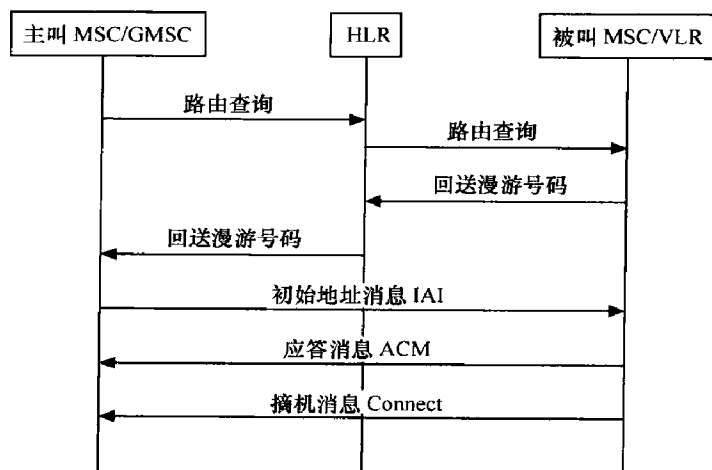 主叫 MSC/GMSC
HLR
被叫 MSC/VLR
路由查询
路由查询
回送漫游号码
回送漫游号码
初始地址消息 IAI
应答消息 ACM
摘机消息 Connect